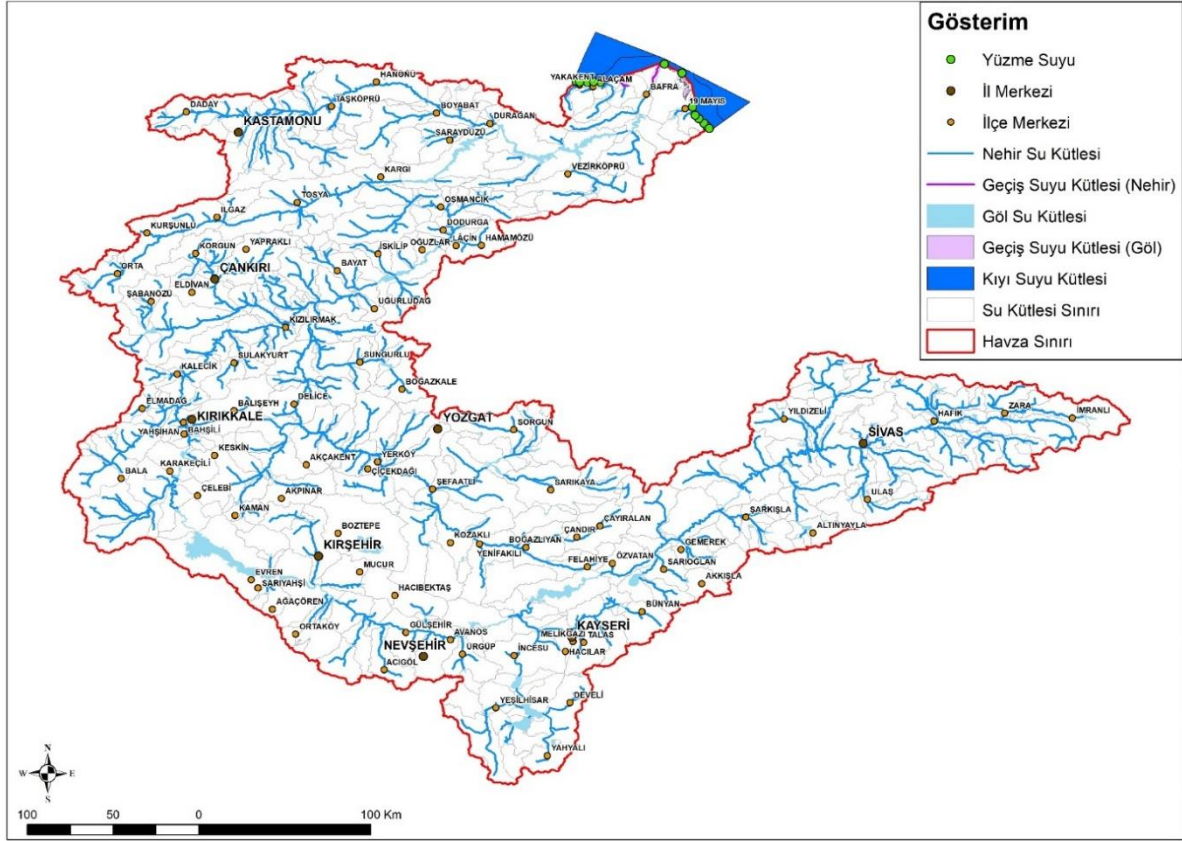 Gösterim
Yüzme Suyu
İl Merkezi
İlçe Merkezi
Nehir Su Kütlesi
Geçiş Suyu Kütlesi (Nehir)
Göl Su Kütlesi
Geçiş Suyu Kütlesi (Göl)
Kıyı Suyu Kütlesi
Su Kütlesi Sınırı
Havza Sınırı
HANÖNÜ
YAKAKENT
ALAÇAM
BAFRA
19 MAYIS
DADAY
TAŞKÖPRÜ
BOYABAT
DURAĞAN
KASTAMONU
SARAYDÜZÜ
VEZİRKÖPRÜ
KARGI
TOSYA
OSMANCIK
ILGAZ
DODURGA
KURŞUNLU
KORGUN
YAPRAKLI
İSKİLİP
OĞUZLAR
LAÇİN
HAMAMÖZÜ
ORTA
ÇANKIRI
BAYAT
ELDİVAN
ŞABANÖZÜ
UĞURLUDAĞ
KIZILIRMAK
SULAKYURT
SUNGURLU
KALECİK
BOĞAZKALE
ELMADAĞ
BALIŞEYH
DELİCE
KIRIKKALE
YAHŞİHAN
BAHŞİLİ
YOZGAT
SORGUN
YILDIZELİ
HAFİK
ZARA
İMRANLI
SİVAS
KESKİN
BALA
KARAKEÇİLİ
AKÇAKENT
YERKÖY
ÇİÇEKDAĞI
ŞEFAATLİ
SARIKAYA
ULAŞ
ÇELEBİ
AKPINAR
KAMAN
ŞARKIŞLA
ALTINYAYLA
BOZTEPE
ÇAYIRALAN
ÇANDIR
KOZAKLI
YENİFAKILI
BOĞAZLIYAN
GEMEREK
KIRŞEHİR
MUCUR
FELAHİYE
ÖZVATAN
SARIOĞLAN
AKKIŞLA
EVREN
SARIYAHŞİ
HACIBEKTAŞ
AĞAÇÖREN
BÜNYAN
ORTAKÖY
GÜLŞEHİR
AVANOS
KAYSERİ
MELİKGAZİ
TALAS
HACILAR
NEVŞEHİR
ÜRGÜP
İNCESU
ACIGÖL
YEŞİLHİSAR
DEVELİ
YAHYALI
N
W
E
S
100
50
0
100 Km